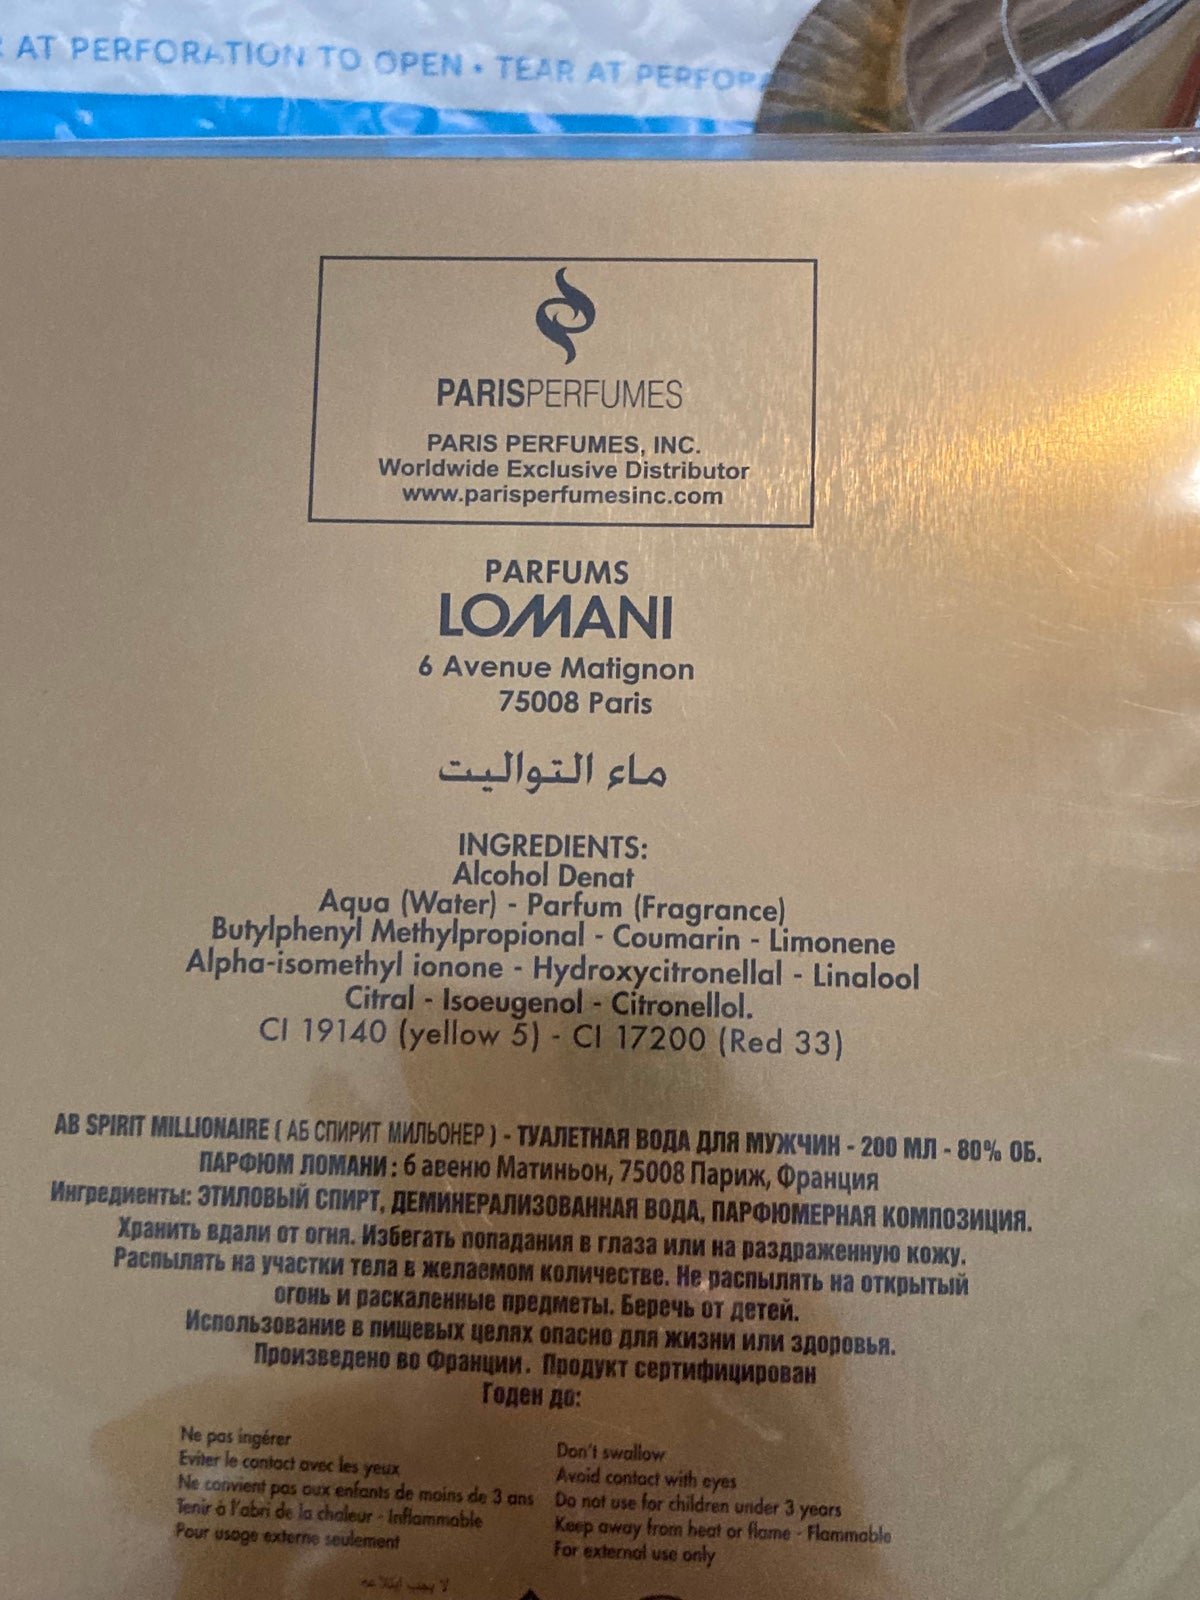 AT PERFORATION TO OPEN • TEAR AT
PARISPERFUMES
PARIS PERFUMES, INC.
Worldwide Exclusive Distributor
www.parisperfumesinc.com
PARFUMS
LOMANI
6 Avenue Matignon
75008 Paris
ماء التواليت
INGREDIENTS:
Alcohol Denat
Aqua (Water) - Parfum (Fragrance)
Butylphenyl Methylpropional - Coumarin - Limonene
Alpha-isomethyl ionone - Hydroxycitronellal - Linalool
Citral - Isoeugenol - Citronellol.
CI 19140 (yellow 5) - CI 17200 (Red 33)
AB SPIRIT MILLIONAIRE ( АБ СПИРИТ МИЛЬОНЕР ) - ТУАЛЕТНАЯ ВОДА ДЛЯ МУЖЧИН - 200 МЛ - 80% ОБ.
ПАРФЮМ ЛОМАНИ : 6 авеню Матиньон, 75008 Париж, Франция
Ингредиенты: ЭТИЛОВЫЙ СПИРТ, ДЕМИНЕРАЛИЗОВАННАЯ ВОДА, ПАРФЮМЕРНАЯ КОМПОЗИЦИЯ.
Хранить вдали от огня. Избегать попадания в глаза или на раздраженную кожу.
Распылять на участки тела в желаемом количестве. Не распылять на открытый
огонь и раскаленные предметы. Беречь от детей.
Использование в пищевых целях опасно для жизни или здоровья.
Произведено во Франции. Продукт сертифицирован
Годен до:
Ne pas ingérer
Eviter le contact avec les yeux
Ne convient pas aux enfants de moins de 3 ans
Tenir à l'abri de la chaleur - Inflammable
Pour usage externe seulement
Don't swallow
Avoid contact with eyes
Do not use for children under 3 years
Keep away from heat or flame - Flammable
For external use only